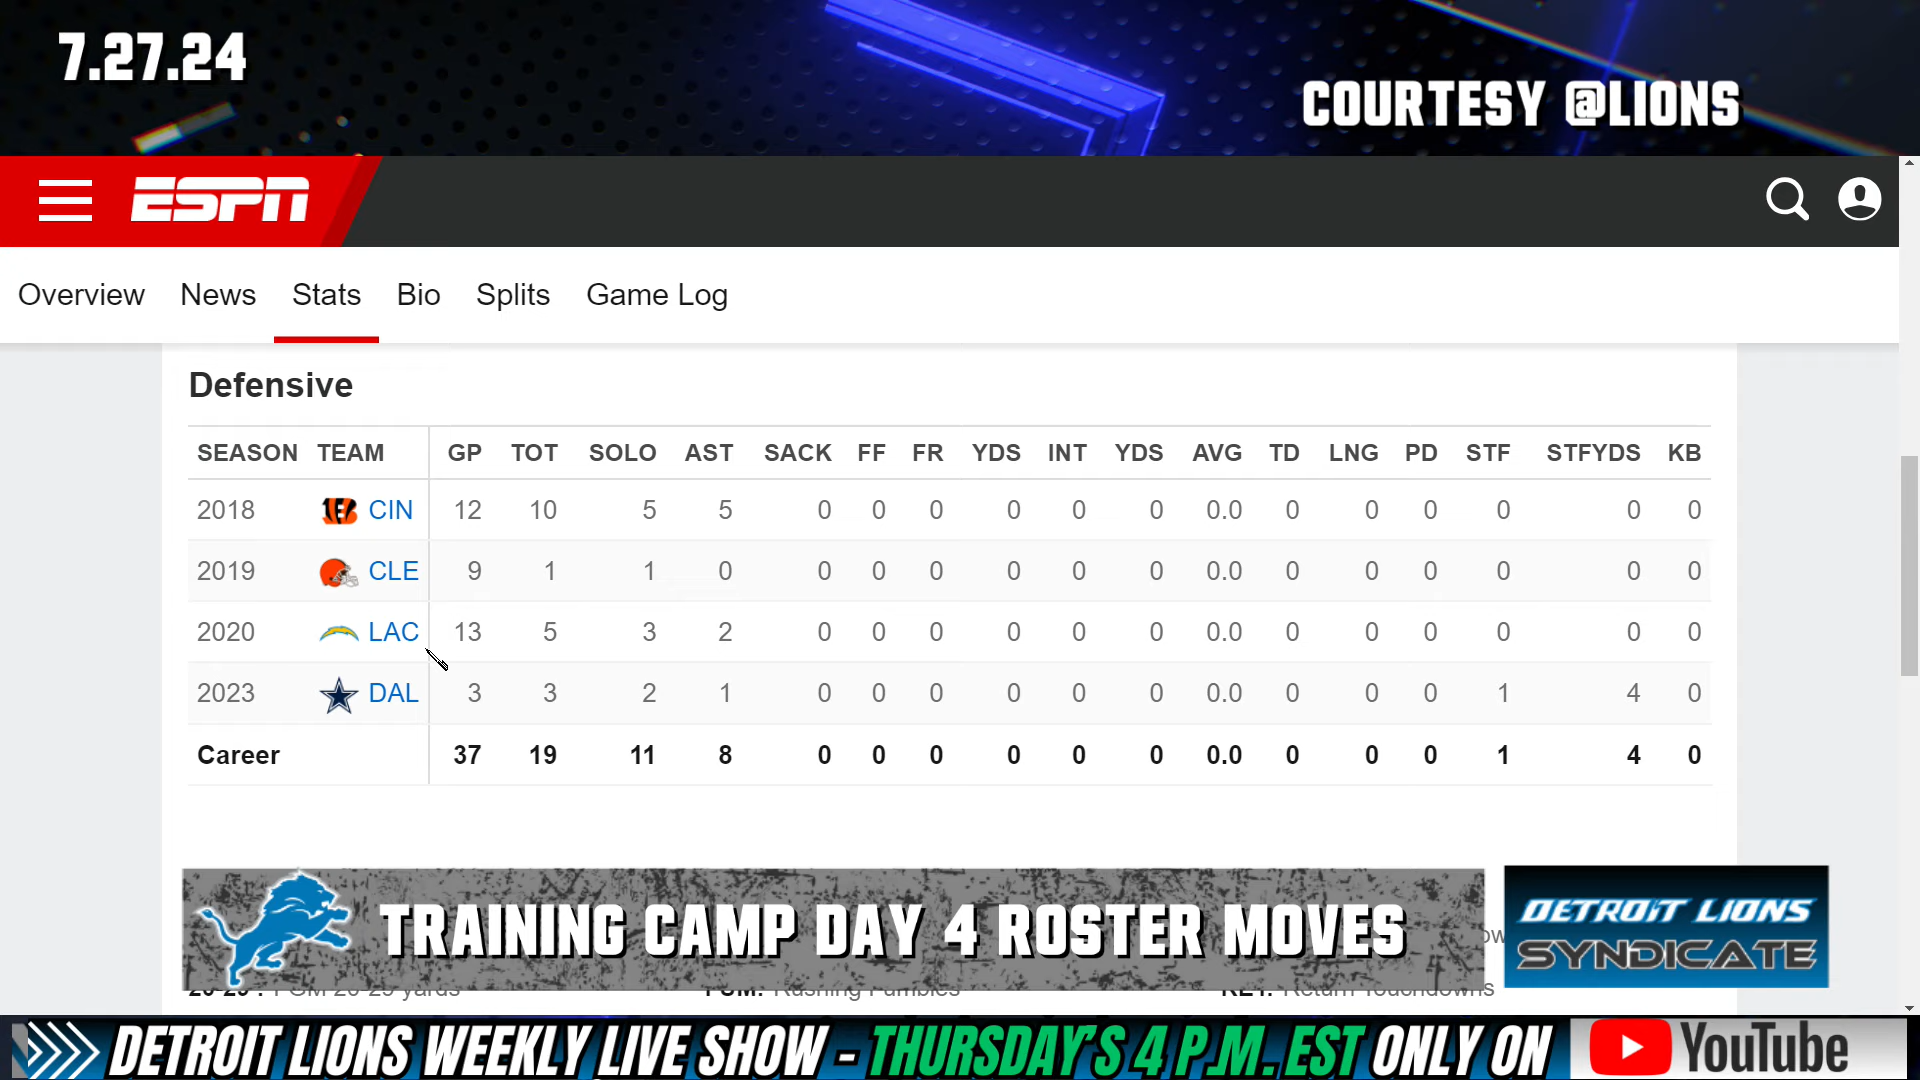 7.27.24
COURTESY @LIONS
ESPN
Overview News Stats Bio Splits Game Log
Defensive
SEASON TEAM GP TOT SOLO AST SACK FF FR YDS INT YDS AVG TD LNG PD STF STFYDS KB
2018 CIN 12 10 5 5 0 0 0 0 0 0 0.0 0 0 0 0 0 0
2019 CLE 9 1 1 0 0 0 0 0 0 0 0.0 0 0 0 0 0 0
2020 LAC 13 5 3 2 0 0 0 0 0 0 0.0 0 0 0 0 0 0
2023 DAL 3 3 2 1 0 0 0 0 0 0 0.0 0 0 0 1 4 0
Career 37 19 11 8 0 0 0 0 0 0 0.0 0 0 0 1 4 0
TRAINING CAMP DAY 4 ROSTER MOVES
DETROIT LIONS
SYNDICATE
DETROIT LIONS WEEKLY LIVE SHOW - THURSDAY'S 4 P.M. EST ONLY ON YouTube